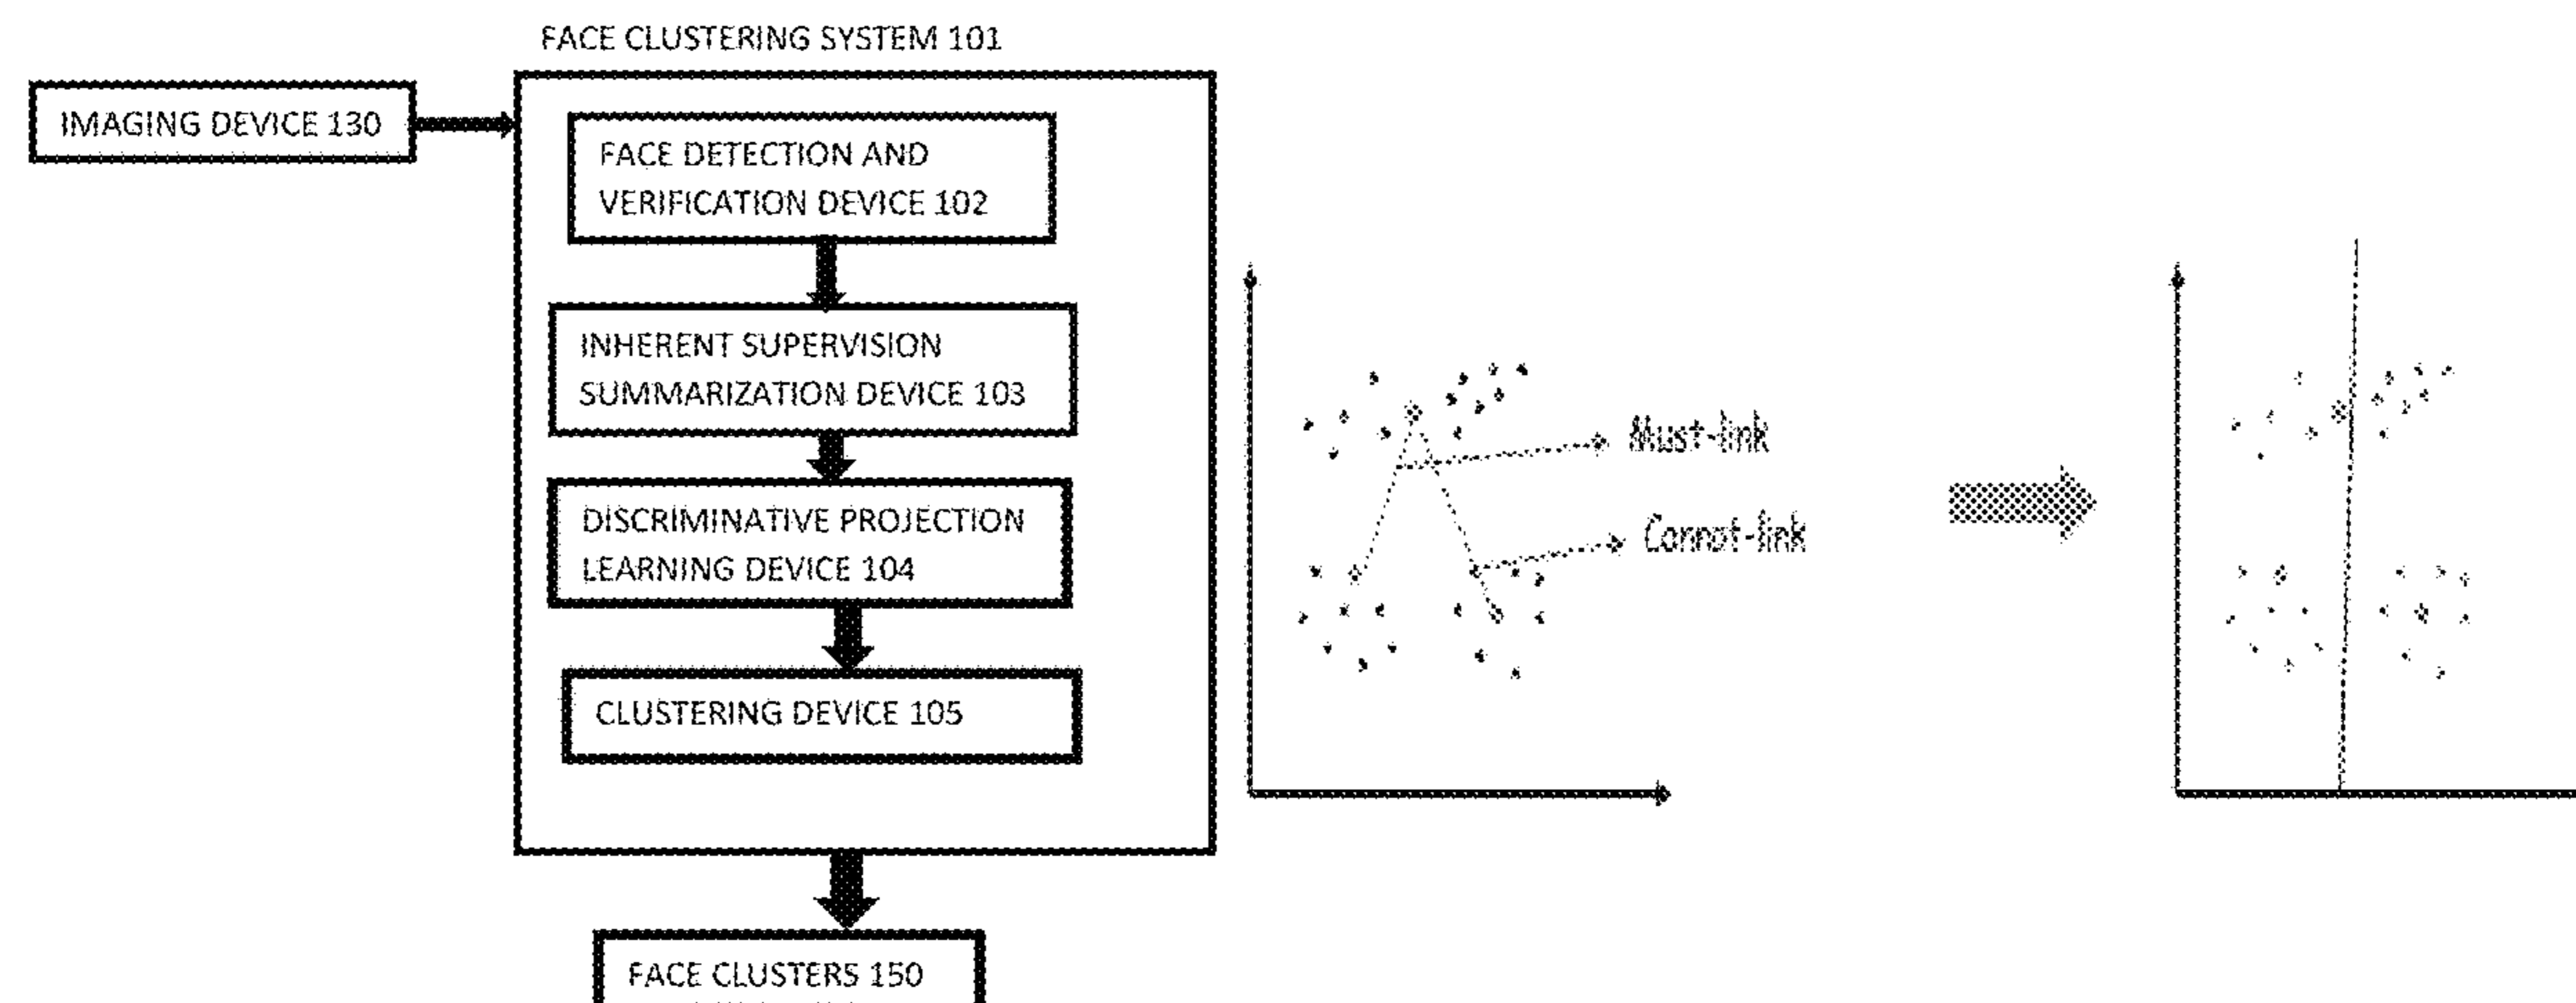 FACE CLUSTERING SYSTEM 101
IMAGING DEVICE 130
FACE DETECTION AND
VERIFICATION DEVICE 102
INHERENT SUPERVISION
SUMMARIZATION DEVICE 103
DISCRIMINATIVE PROJECTION
LEARNING DEVICE 104
CLUSTERING DEVICE 105
FACE CLUSTERS 150
Must-link
Cannot-link